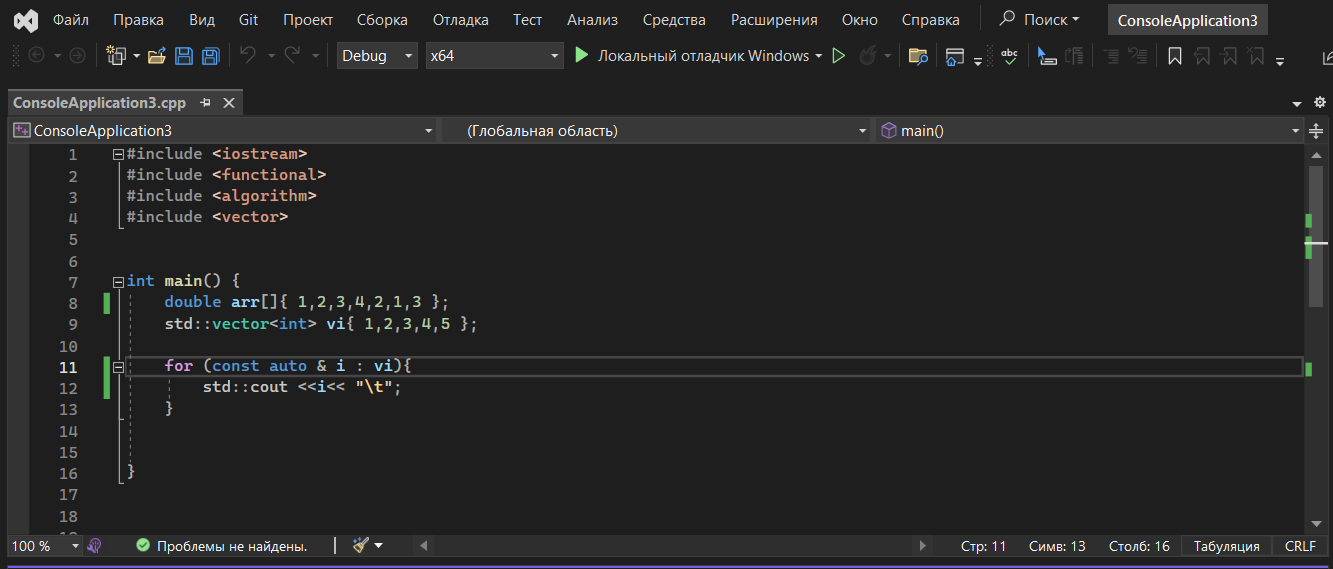 Файл Правка Вид Git Проект Сборка Отладка Тест Анализ Средства Расширения Окно Справка Поиск ConsoleApplication3
Debug x64 Локальный отладчик Windows abc
ConsoleApplication3.cpp
ConsoleApplication3 (Глобальная область) main()
1 #include <iostream>
2 #include <functional>
3 #include <algorithm>
4 #include <vector>
5
6
7 int main() {
8 double arr[]{ 1,2,3,4,2,1,3 };
9 std::vector<int> vi{ 1,2,3,4,5 };
10
11 for (const auto & i : vi){
12 std::cout <<i<< "\t";
13 }
14
15
16 }
17
18
100 % Проблемы не найдены. Стр: 11 Симв: 13 Столб: 16 Табуляция CRLF